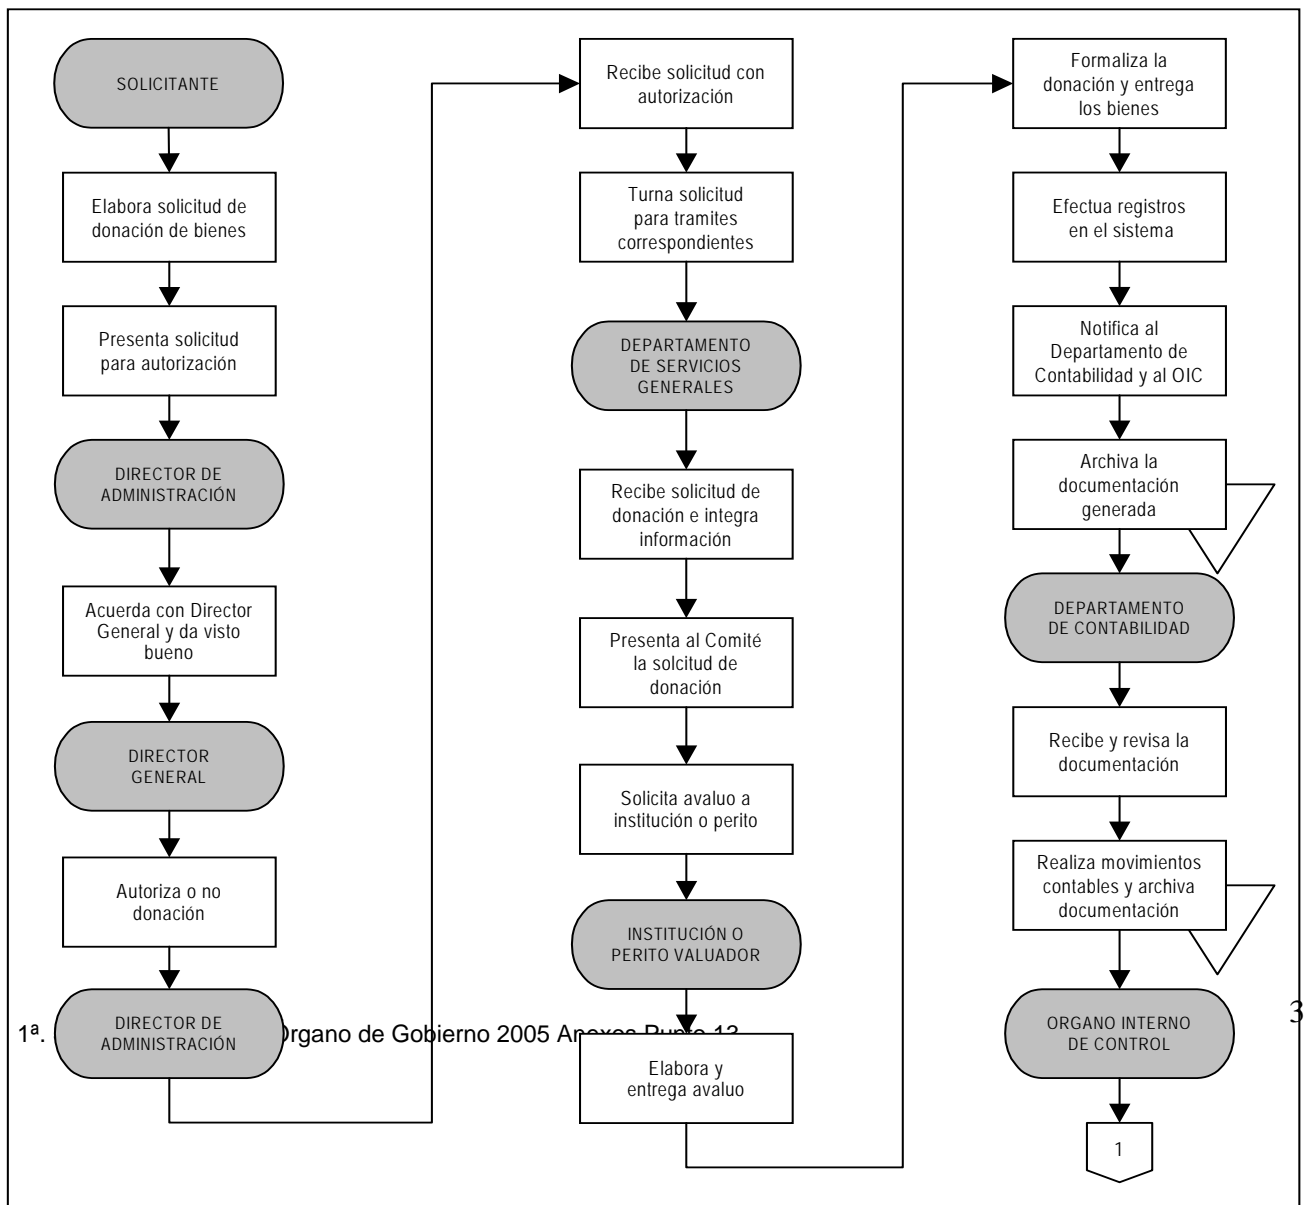 SOLICITANTE
Elabora solicitud de
donación de bienes
Presenta solicitud
para autorización
DIRECTOR DE
ADMINISTRACIÓN
Acuerda con Director
General y da visto
bueno
DIRECTOR
GENERAL
Autoriza o no
donación
DIRECTOR DE
ADMINISTRACIÓN
Recibe solicitud con
autorización
Turna solicitud
para tramites
correspondientes
DEPARTAMENTO
DE SERVICIOS
GENERALES
Recibe solicitud de
donación e integra
información
Presenta al Comité
la solcitud de
donación
Solicita avaluo a
institución o perito
INSTITUCIÓN O
PERITO VALUADOR
Elabora y
entrega avaluo
Formaliza la
donación y entrega
los bienes
Efectua registros
en el sistema
Notifica al
Departamento de
Contabilidad y al OIC
Archiva la
documentación
generada
DEPARTAMENTO
DE CONTABILIDAD
Recibe y revisa la
documentación
Realiza movimientos
contables y archiva
documentación
ORGANO INTERNO
DE CONTROL
1
1ª. Organo de Gobierno 2005 Anexos Punto 13
3